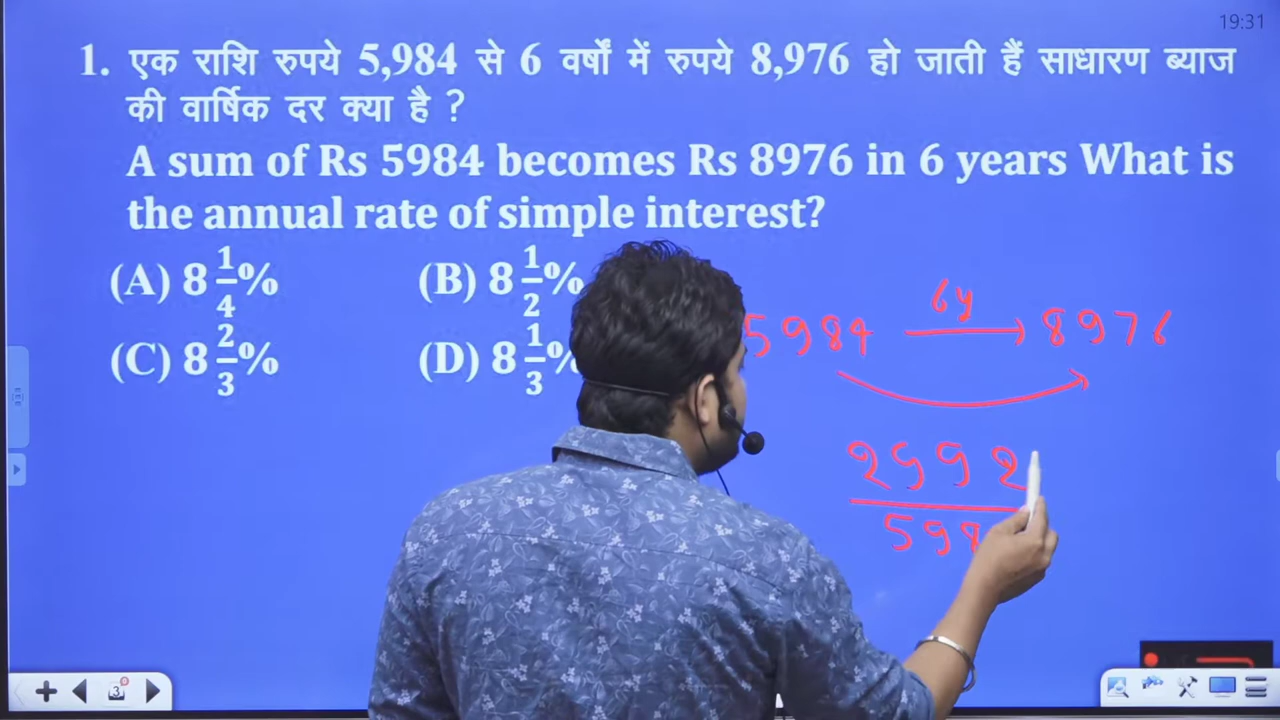 19:31
1. एक राशि रुपये 5,984 से 6 वर्षों में रुपये 8,976 हो जाती हैं साधारण ब्याज
की वार्षिक दर क्या है ?
A sum of Rs 5984 becomes Rs 8976 in 6 years What is
the annual rate of simple interest?
(A) 8 1/4% (B) 8 1/2%
(C) 8 2/3% (D) 8 1/3%
6y
5984 → 8976
2992
598
3